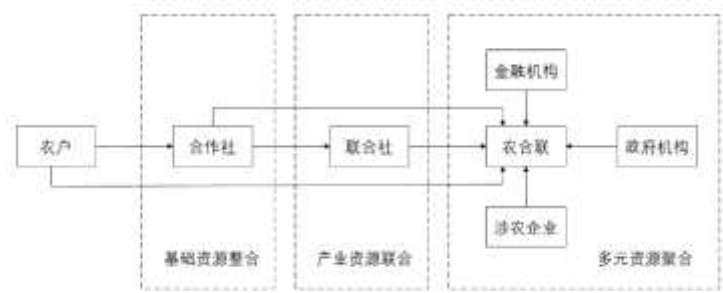 金融机构
农户
合作社
联合社
农合联
政府机构
涉农企业
基础资源整合
产业资源联合
多元资源聚合